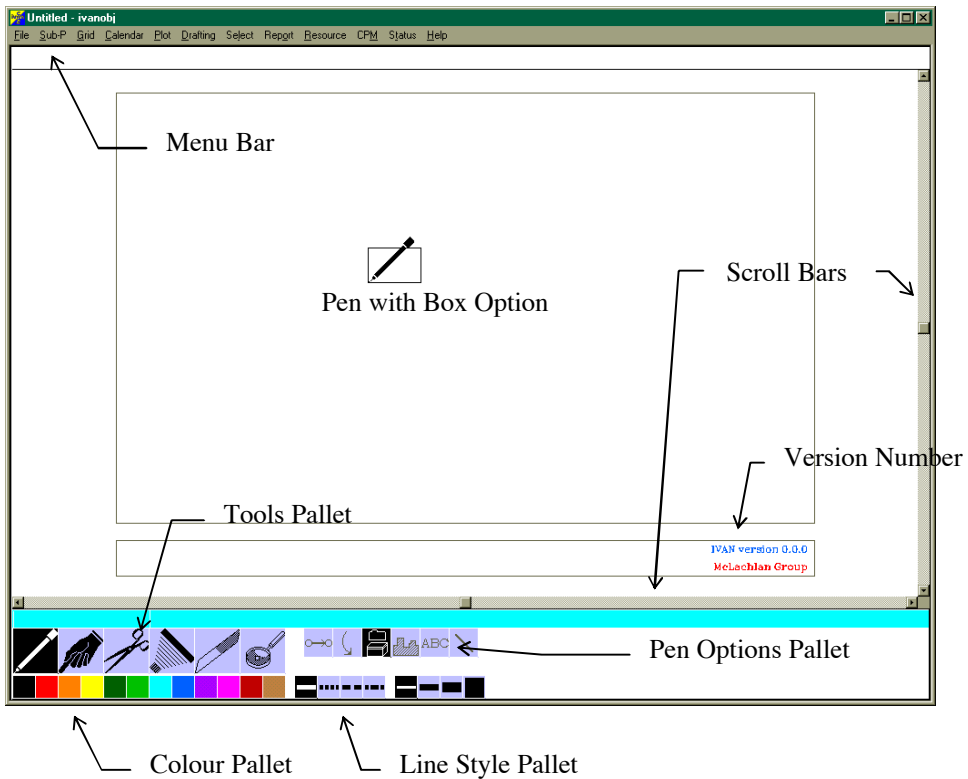 Untitled - ivanobj
File Sub-P Grid Calendar Plot Drafting Select Report Resource CPM Status Help
Menu Bar
Scroll Bars
Pen with Box Option
Version Number
Tools Pallet
IVAN version 0.0.0
McLachlan Group
ABC
Pen Options Pallet
Colour Pallet
Line Style Pallet